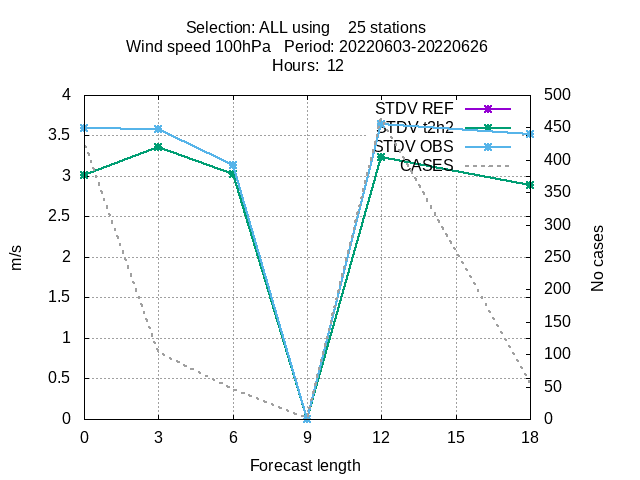 Selection: ALL using 25 stations
Wind speed 100hPa Period: 20220603-20220626
Hours: 12
4
3.5
3
2.5
2
1.5
1
0.5
0
500
450
400
350
300
250
200
150
100
50
0
STDV REF
STDV t2h2
STDV OBS
CASES
m/s
No cases
0 3 6 9 12 15 18
Forecast length